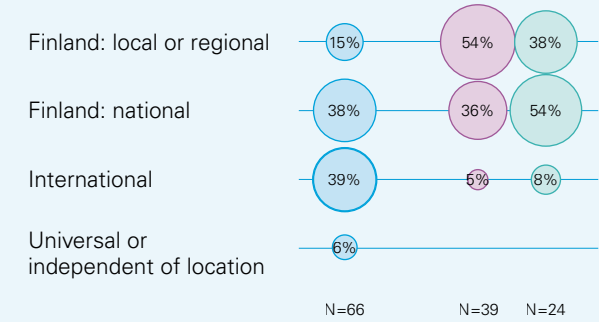 Finland: local or regional 15% 54% 38%
Finland: national 38% 36% 54%
International 39% 5% 8%
Universal or
independent of location 6%
N=66 N=39 N=24